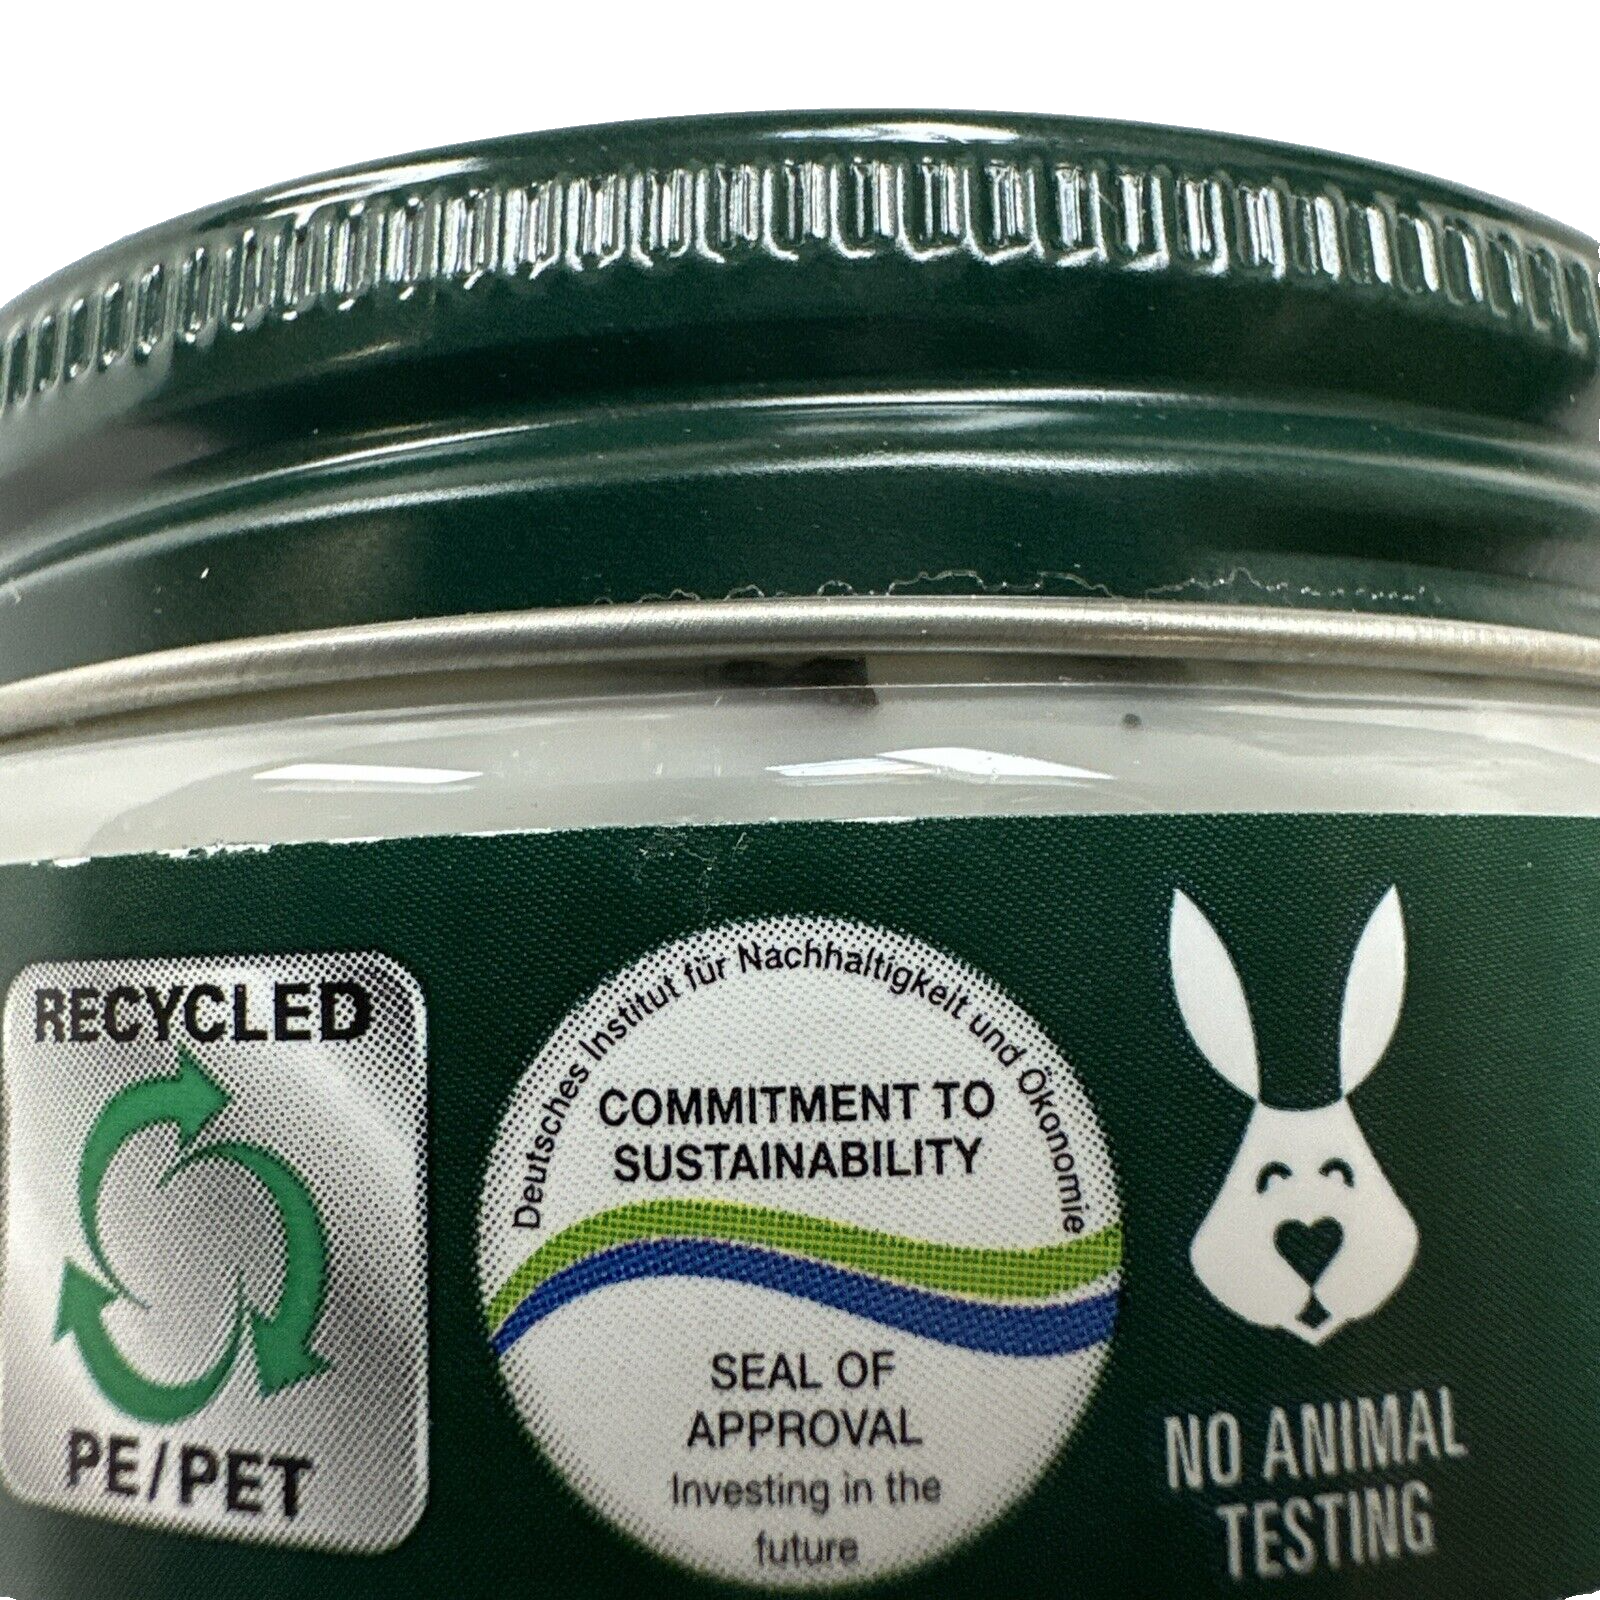 RECYCLED
PE/PET
Deutsches Institut für Nachhaltigkeit und Ökonomie
COMMITMENT TO
SUSTAINABILITY
SEAL OF
APPROVAL
Investing in the
future
NO ANIMAL
TESTING